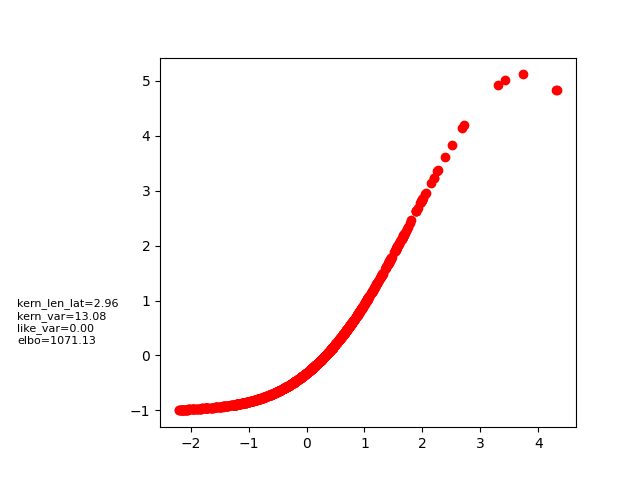 5
4
3
2
1
0
−1
kern_len_lat=2.96
kern_var=13.08
like_var=0.00
elbo=1071.13
−2 −1 0 1 2 3 4